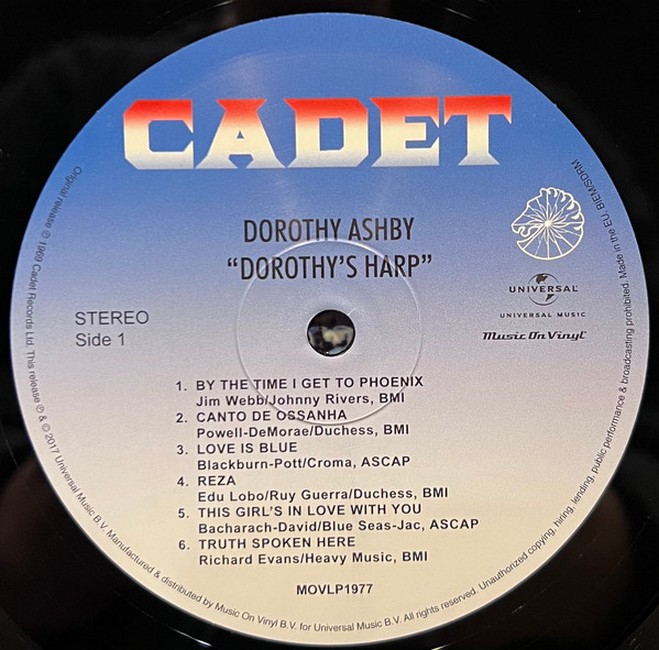 CADET
DOROTHY ASHBY
“DOROTHY'S HARP”
UNIVERSAL
UNIVERSAL MUSIC
Music On Vinyl
STEREO
Side 1
1. BY THE TIME I GET TO PHOENIX
Jim Webb/Johnny Rivers, BMI
2. CANTO DE OSSANHA
Powell-DeMorae/Duchess, BMI
3. LOVE IS BLUE
Blackburn-Pott/Croma, ASCAP
4. REZA
Edu Lobo/Ruy Guerra/Duchess, BMI
5. THIS GIRL'S IN LOVE WITH YOU
Bacharach-David/Blue Seas-Jac, ASCAP
6. TRUTH SPOKEN HERE
Richard Evans/Heavy Music, BMI
MOVLP1977
Original release ℗ 1969 Cadet Records Ltd. This release ℗ & © 2017 Universal Music B.V. Manufactured & distributed by Music On Vinyl B.V. for Universal Music B.V. All rights reserved. Unauthorized copying, hiring, lending, public performance & broadcasting prohibited. Made in the EU. BIEM/SDRM